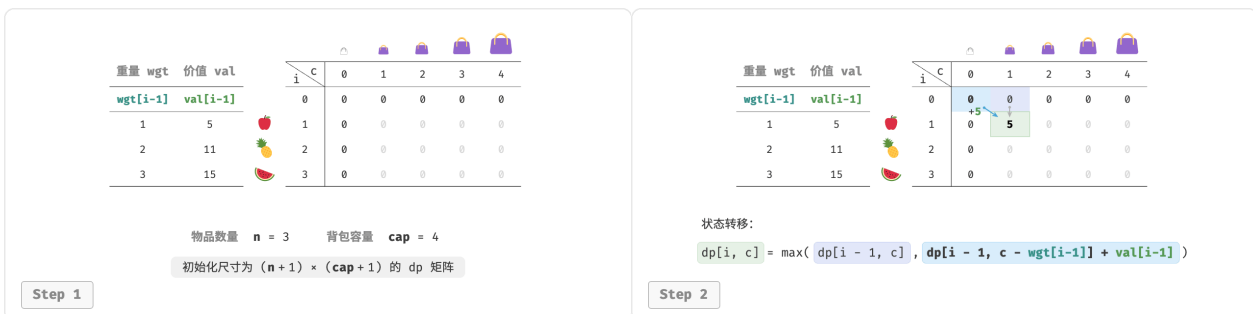 重量 wgt 价值 val
i c 0 1 2 3 4
wgt[i-1] val[i-1] 0 0 0 0 0 0
1 5 1 0 0 0 0 0
2 11 2 0 0 0 0 0
3 15 3 0 0 0 0 0
物品数量 n = 3 背包容量 cap = 4
初始化尺寸为 (n + 1) × (cap + 1) 的 dp 矩阵
Step 1
重量 wgt 价值 val
i c 0 1 2 3 4
wgt[i-1] val[i-1] 0 0 0 0 0 0
+5
1 5 1 0 5 0 0 0
2 11 2 0 0 0 0 0
3 15 3 0 0 0 0 0
状态转移:
dp[i, c] = max( dp[i - 1, c] , dp[i - 1, c - wgt[i-1]] + val[i-1] )
Step 2